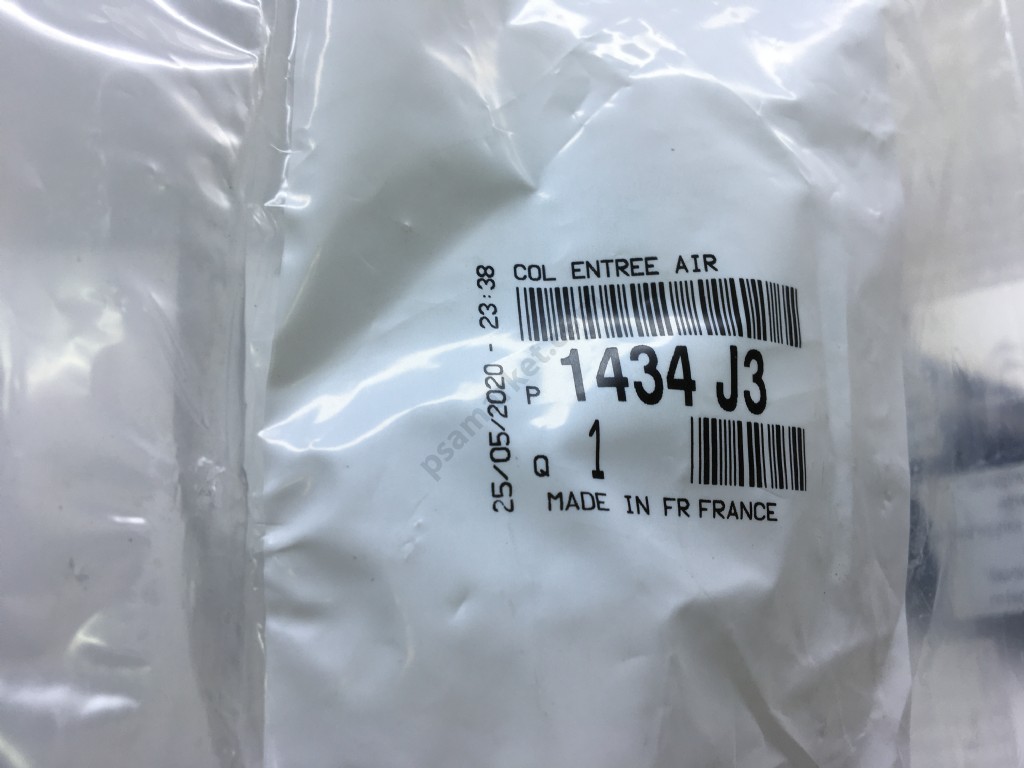 COL ENTREE AIR
25/05/2020 - 23:38
P 1434 J3
Q 1
MADE IN FR FRANCE